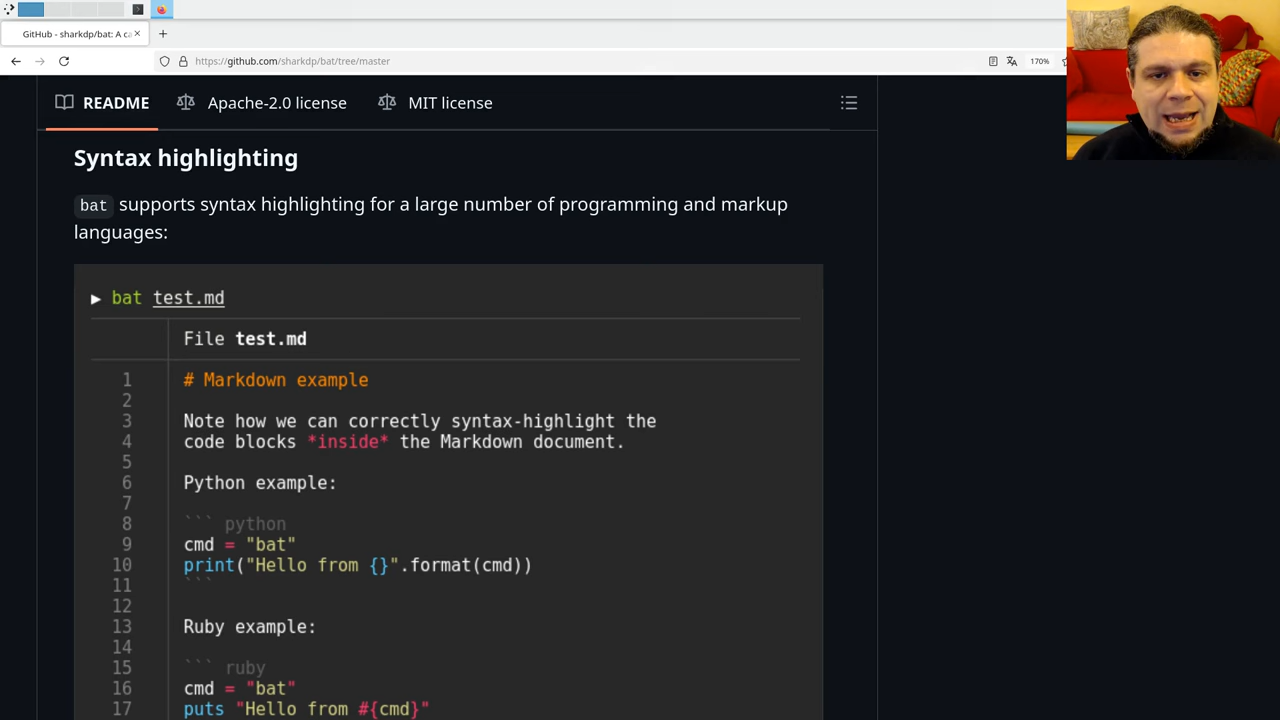 GitHub - sharkdp/bat: A ca
https://github.com/sharkdp/bat/tree/master
170%
README
Apache-2.0 license
MIT license
Syntax highlighting
bat supports syntax highlighting for a large number of programming and markup
languages:
bat test.md
File test.md
1 # Markdown example
2
3 Note how we can correctly syntax-highlight the
4 code blocks *inside* the Markdown document.
5
6 Python example:
7
8 ``` python
9 cmd = "bat"
10 print("Hello from {}".format(cmd))
11 ```
12
13 Ruby example:
14
15 ``` ruby
16 cmd = "bat"
17 puts "Hello from #{cmd}"